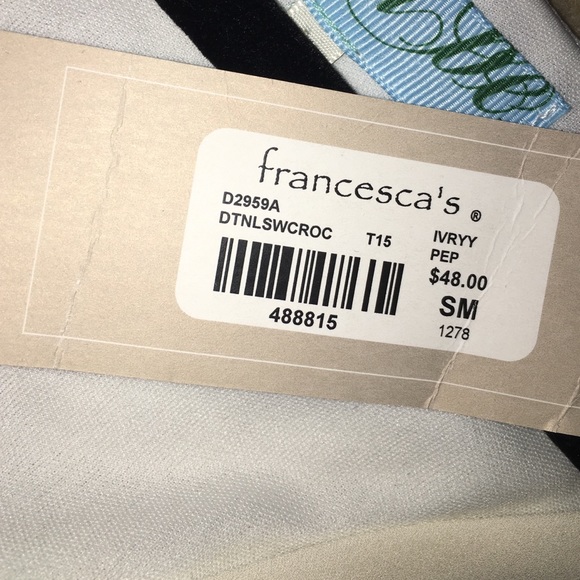 francesca's ®
D2959A
DTNLSWCROC T15 IVRYY
PEP
$48.00
SM
488815 1278